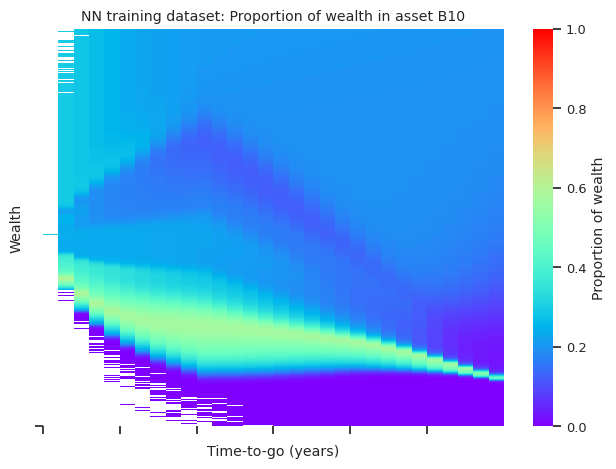 NN training dataset: Proportion of wealth in asset B10
Wealth
Time-to-go (years)
1.0
0.8
0.6
0.4
0.2
0.0
Proportion of wealth